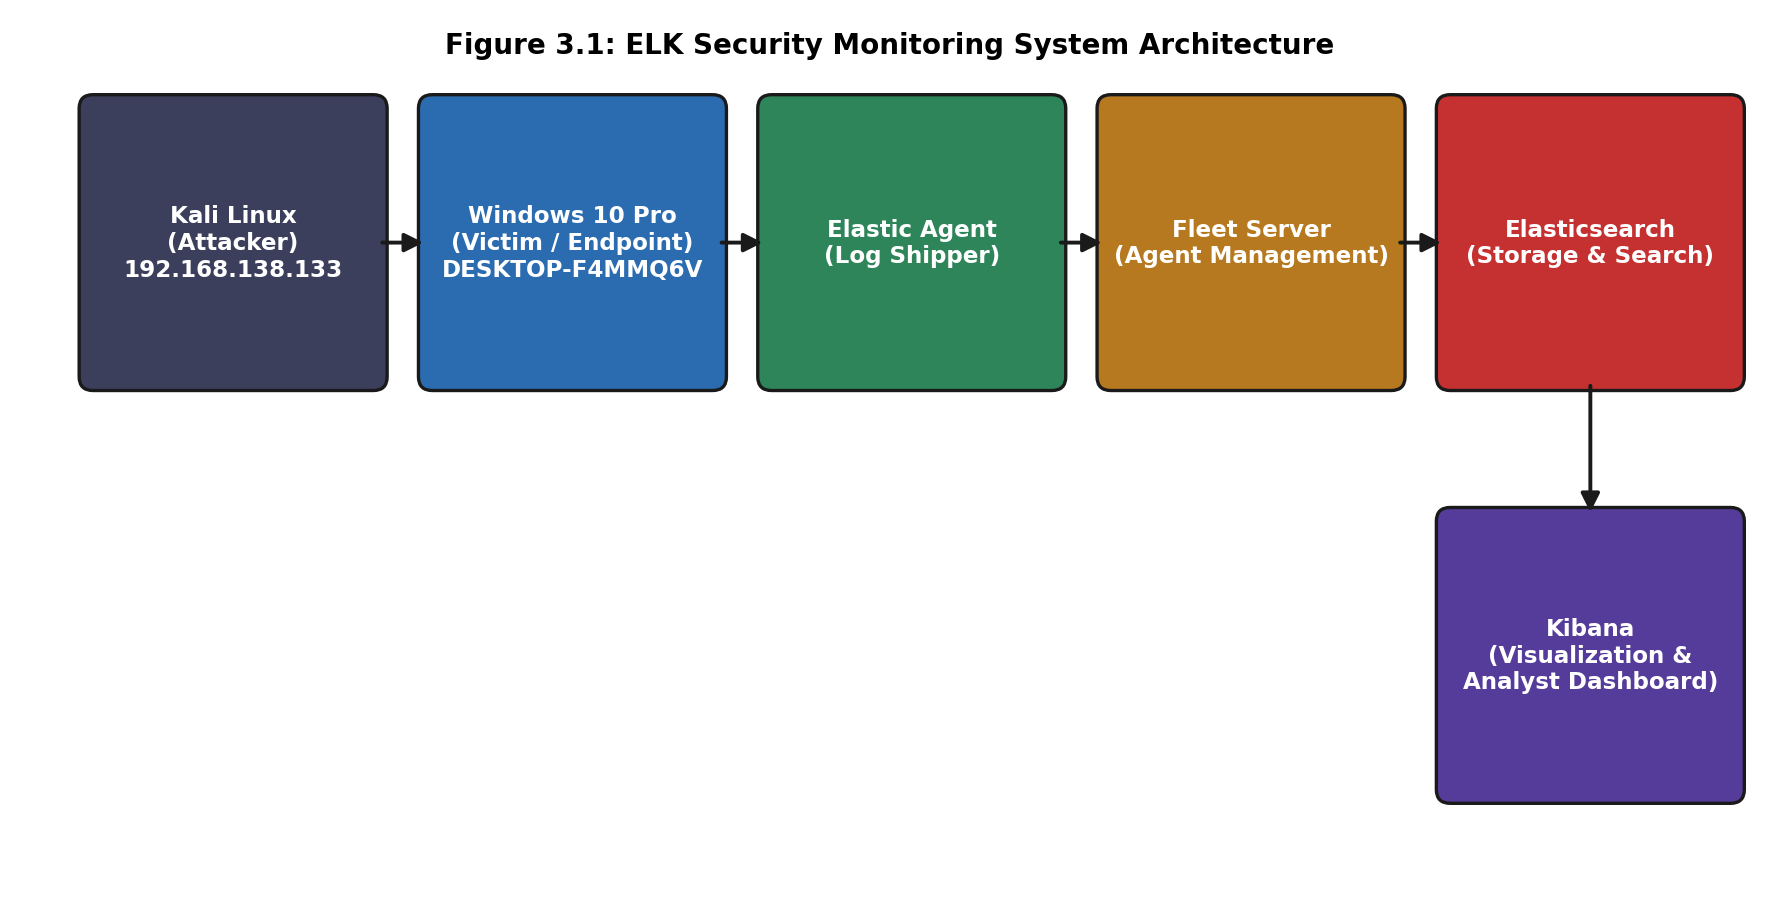 Figure 3.1: ELK Security Monitoring System Architecture
Kali Linux
(Attacker)
192.168.138.133
Windows 10 Pro
(Victim / Endpoint)
DESKTOP-F4MMQ6V
Elastic Agent
(Log Shipper)
Fleet Server
(Agent Management)
Elasticsearch
(Storage & Search)
Kibana
(Visualization &
Analyst Dashboard)